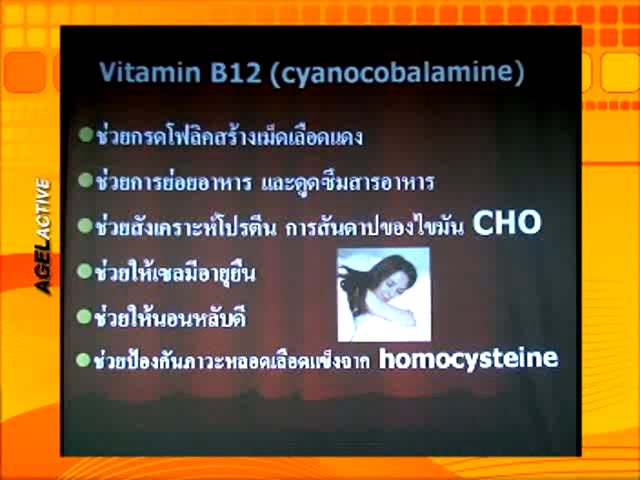 Vitamin B12 (cyanocobalamine)
ช่วยกรดโฟลิคสร้างเม็ดเลือดแดง
ช่วยการย่อยอาหาร และดูดซึมสารอาหาร
ช่วยสังเคราะห์โปรตีน การสันดาปของไขมัน CHO
ช่วยให้เซลมีอายุยืน
ช่วยให้นอนหลับดี
ช่วยป้องกันภาวะหลอดเลือดแข็งจาก homocysteine
AGEL ACTIVE